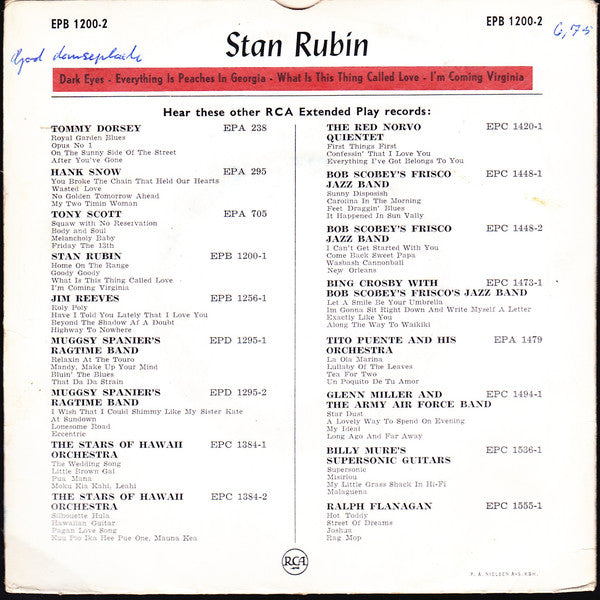 EPB 1200-2
EPB 1200-2
6,75
God danseplade
Stan Rubin
Dark Eyes - Everything Is Peaches In Georgia - What Is This Thing Called Love - I'm Coming Virginia
Hear these other RCA Extended Play records:
TOMMY DORSEY EPA 238
Royal Garden Blues
Opus No 1
On the Sunny Side Of The Street
After You've Gone
HANK SNOW EPA 295
You Broke The Chain That Held Our Hearts
Wasted Love
No Golden Tomorrow Ahead
My Two Timin Woman
TONY SCOTT EPA 705
Squaw with No Reservation
Body and Soul
Melancholy Baby
Friday The 13th
STAN RUBIN EPB 1200-1
Home On The Range
Goody Goody
What Is This Thing Called Love
I'm Coming Virginia
JIM REEVES EPB 1256-1
Roly Poly
Have I Told You Lately That I Love You
Beyond The Shadow Af a Doubt
Highway To Nowhere
MUGGSY SPANIER'S EPD 1295-1
RAGTIME BAND
Relaxin At The Touro
Mandy, Make Up Your Mind
Bluin' The Blues
That Da Da Strain
MUGGSY SPANIER'S EPD 1295-2
RAGTIME BAND
I Wish That I Could Shimmy Like My Sister Kate
At Sundown
Lonesome Road
Eccentric
THE STARS OF HAWAII EPC 1384-1
ORCHESTRA
The Wedding Song
Little Brown Gal
Pua Mana
Moku Kia Kahi, Leahi
THE STARS OF HAWAII EPC 1384-2
ORCHESTRA
Silhouette Hula
Hawaiian Guitar
Pagan Love Song
Kuu Poo Ika Hee Pue One, Mauna Kea
THE RED NORVO EPC 1420-1
QUIENTET
First Things First
Confessin' That I Love You
Everything I've Got Belongs To You
BOB SCOBEY'S FRISCO EPC 1448-1
JAZZ BAND
Sunny Disposish
Carolina In The Morning
Feet Draggin' Blues
It Happened In Sun Vally
BOB SCOBEY'S FRISCO EPC 1448-2
JAZZ BAND
I Can't Get Started With You
Come Back Sweet Papa
Wasbash Cannonball
New Orleans
BING CROSBY WITH EPC 1473-1
BOB SCOBEY'S FRISCO'S JAZZ BAND
Let A Smile Be Your Umbrella
Im Gonna Sit Right Down And Write Myself A Letter
Exactly Like You
Along The Way To Waikiki
TITO PUENTE AND HIS EPA 1479
ORCHESTRA
La Ola Marina
Lullaby Of The Leaves
Tea For Two
Un Poquito De Tu Amor
GLENN MILLER AND EPC 1494-1
THE ARMY AIR FORCE BAND
Star Dust
A Lovely Way To Spend On Evening
My Ideal
Long Ago And Far Away
BILLY MURE'S EPC 1536-1
SUPERSONIC GUITARS
Supersonic
Misirlou
My Little Grass Shack In Hi-Fi
Malaguena
RALPH FLANAGAN EPC 1555-1
Hot Toddy
Street Of Dreams
Joshua
Rag Mop
RCA
F. A. NIELSEN A-S. KBH.